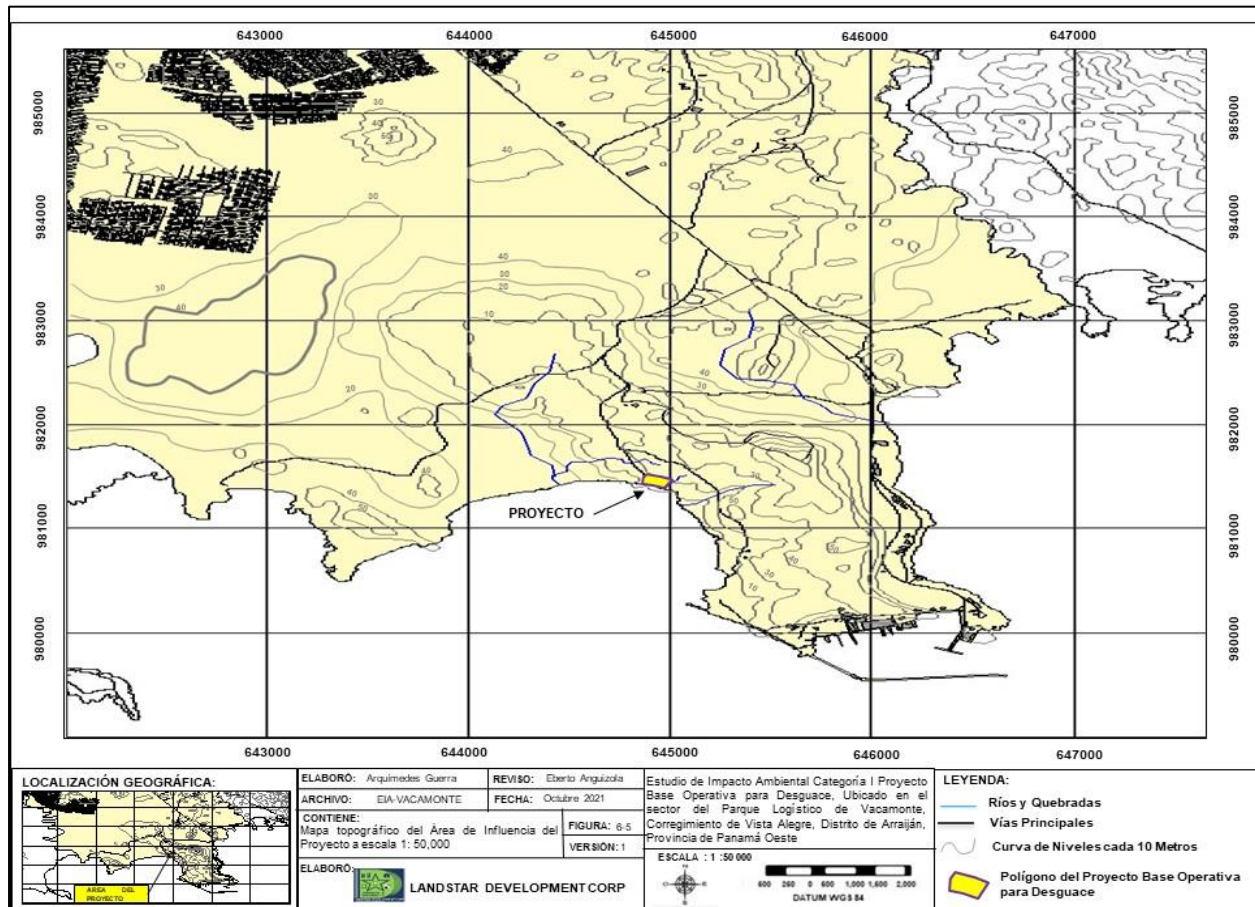 643000 644000 645000 646000 647000
985000 985000
984000 984000
983000 983000
982000 982000
981000 981000
980000 980000
30
40
50
40
30
30
40
40
30
20
10
20
40
30
40
50
60
40
30
30
50
50
40
30
10
PROYECTO
643000 644000 645000 646000 647000
LOCALIZACIÓN GEOGRÁFICA:
AREA DEL
PROYECTO
ELABORÓ: Arquimedes Guerra
REVISO: Eberto Anguizola
ARCHIVO: EIA-VACAMONTE
FECHA: Octubre 2021
CONTIENE:
Mapa topográfico del Área de Influencia del
Proyecto a escala 1: 50,000
FIGURA: 6-5
VERSIÓN: 1
ELABORÓ:
LANDSTAR DEVELOPMENT CORP
Estudio de Impacto Ambiental Categoría I Proyecto
Base Operativa para Desguace, Ubicado en el
sector del Parque Logístico de Vacamonte,
Corregimiento de Vista Alegre, Distrito de Arraiján,
Provincia de Panamá Oeste
ESCALA : 1 :50 000
600 250 0 600 1,000 1,600 2,000
DATUM WGS 84
LEYENDA:
Ríos y Quebradas
Vías Principales
Curva de Niveles cada 10 Metros
Polígono del Proyecto Base Operativa
para Desguace